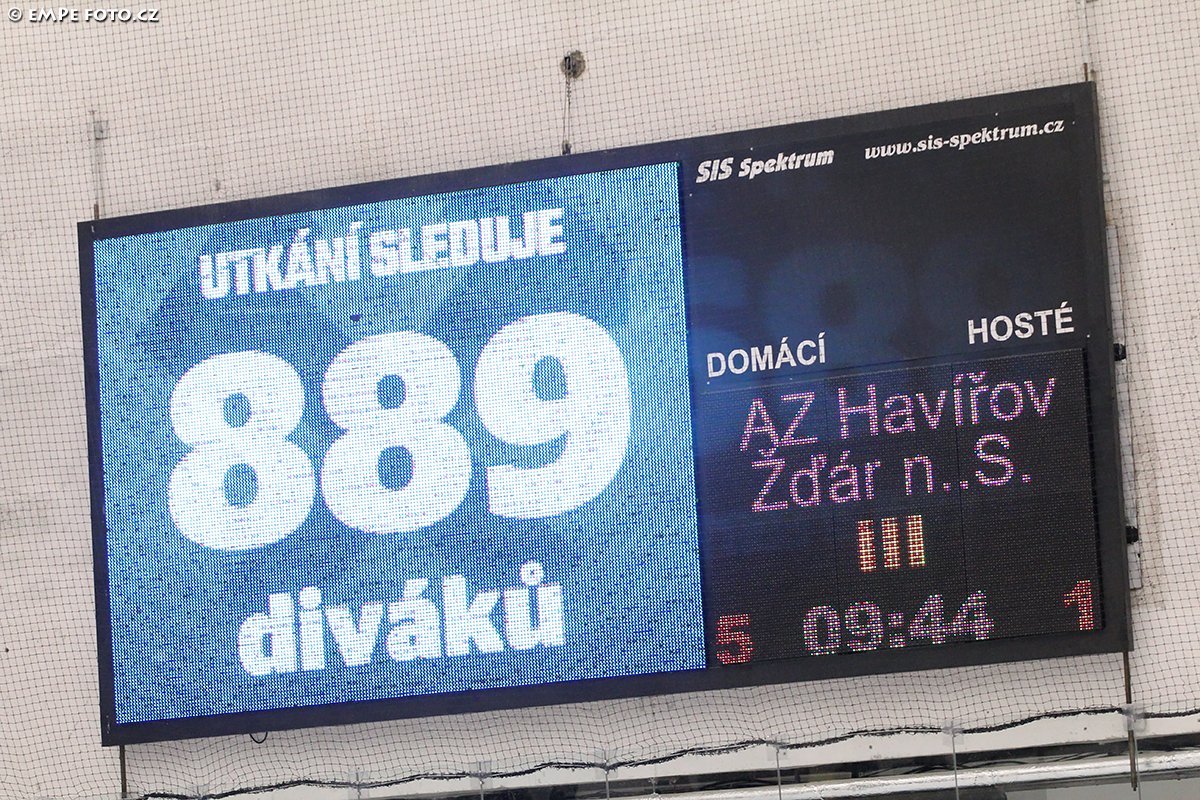 © EMPE FOTO.CZ
SIS Spektrum www.sis-spektrum.cz
UTKÁNÍ SLEDUJE
889
diváků
DOMÁCÍ HOSTÉ
AZ Havířov
Žďár n..S.
III
5 09:44 1